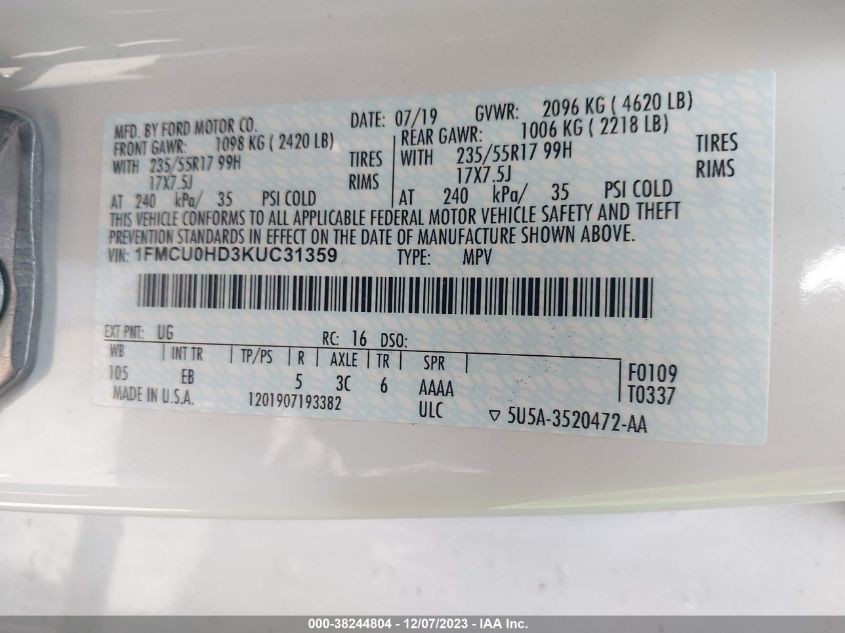 MFD. BY FORD MOTOR CO. DATE: 07/19 GVWR: 2096 KG ( 4620 LB)
FRONT GAWR: 1098 KG ( 2420 LB) REAR GAWR: 1006 KG ( 2218 LB)
WITH 235/55R17 99H TIRES WITH 235/55R17 99H TIRES
17X7.5J RIMS 17X7.5J RIMS
AT 240 kPa/ 35 PSI COLD AT 240 kPa/ 35 PSI COLD
THIS VEHICLE CONFORMS TO ALL APPLICABLE FEDERAL MOTOR VEHICLE SAFETY AND THEFT
PREVENTION STANDARDS IN EFFECT ON THE DATE OF MANUFACTURE SHOWN ABOVE.
VIN: 1FMCU0HD3KUC31359 TYPE: MPV
EXT PNT: UG RC: 16 DSO:
WB INT TR TP/PS R AXLE TR SPR F0109
105 EB 5 3C 6 AAAA T0337
MADE IN U.S.A. 1201907193382 ULC ▽ 5U5A-3520472-AA
000-38244804 - 12/07/2023 - IAA Inc.